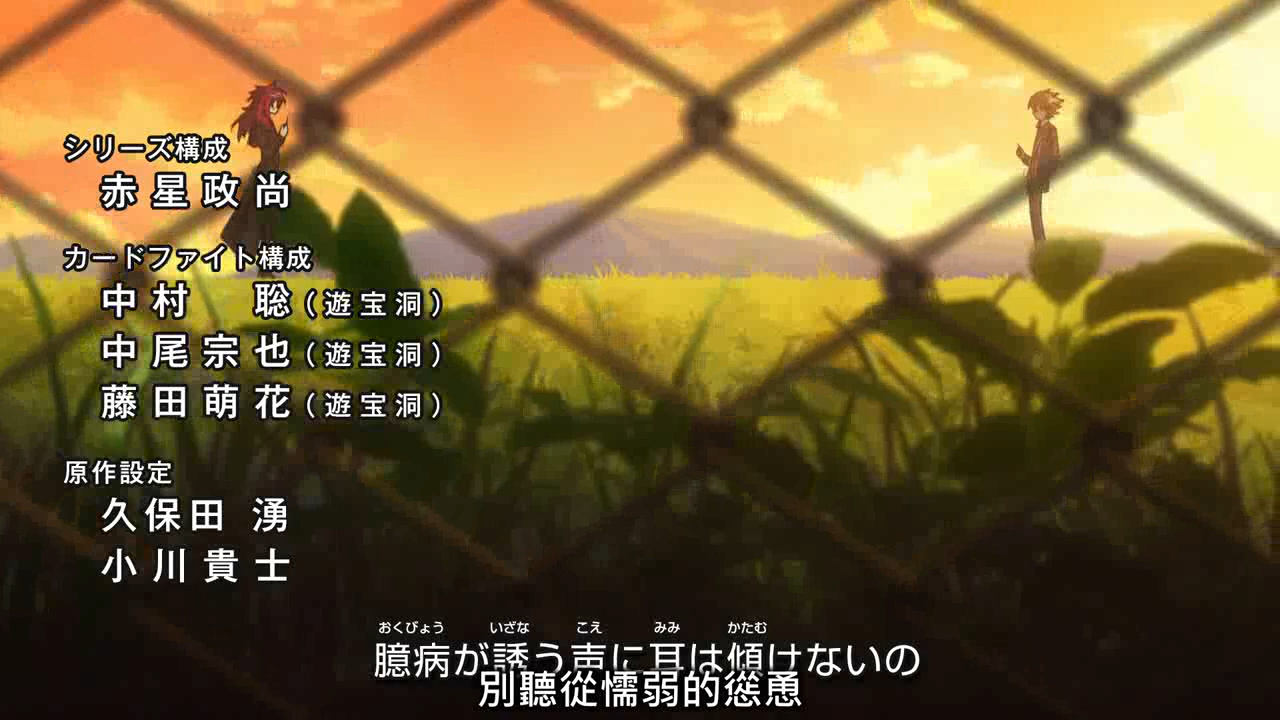 シリーズ構成
赤星政尚
カードファイト構成
中村 聡（遊宝洞）
中尾宗也（遊宝洞）
藤田萌花（遊宝洞）
原作設定
久保田 湧
小川貴士
おくびょう いざな こえ みみ かたむ
臆病が誘う声に耳は傾けないの
別聽從懦弱的慫恿